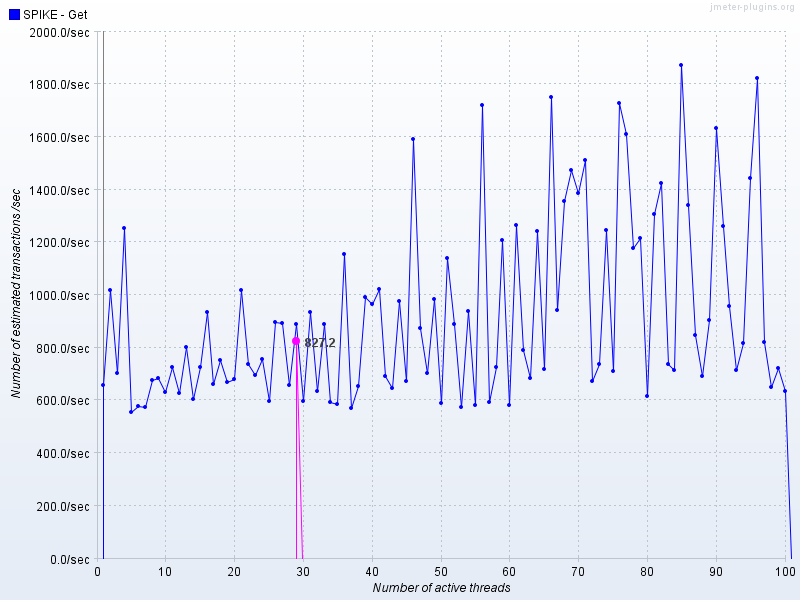 jmeter-plugins.org
SPIKE - Get
2000.0/sec
1800.0/sec
1600.0/sec
1400.0/sec
1200.0/sec
1000.0/sec
800.0/sec
600.0/sec
400.0/sec
200.0/sec
0.0/sec
Number of estimated transactions /sec
827.2
0 10 20 30 40 50 60 70 80 90 100
Number of active threads